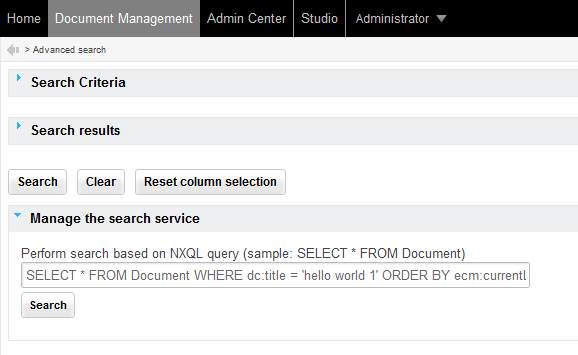 Home Document Management Admin Center Studio Administrator
> Advanced search
Search Criteria
Search results
Search Clear Reset column selection
Manage the search service
Perform search based on NXQL query (sample: SELECT * FROM Document)
SELECT * FROM Document WHERE dc:title = 'hello world 1' ORDER BY ecm:currentl
Search